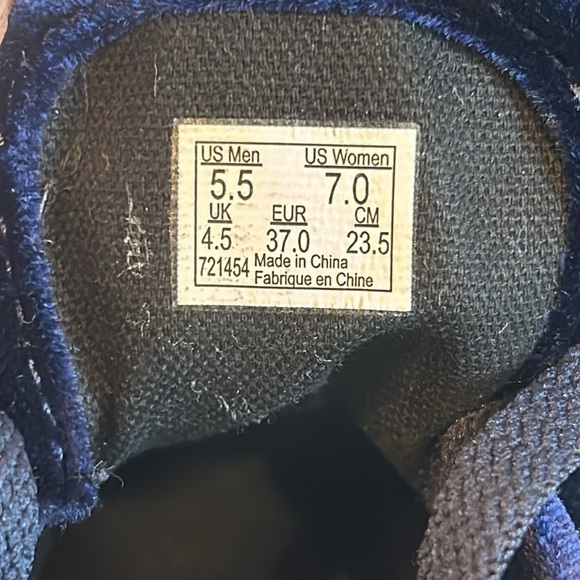 US Men US Women
5.5 7.0
UK EUR CM
4.5 37.0 23.5
721454 Made in China
Fabrique en Chine